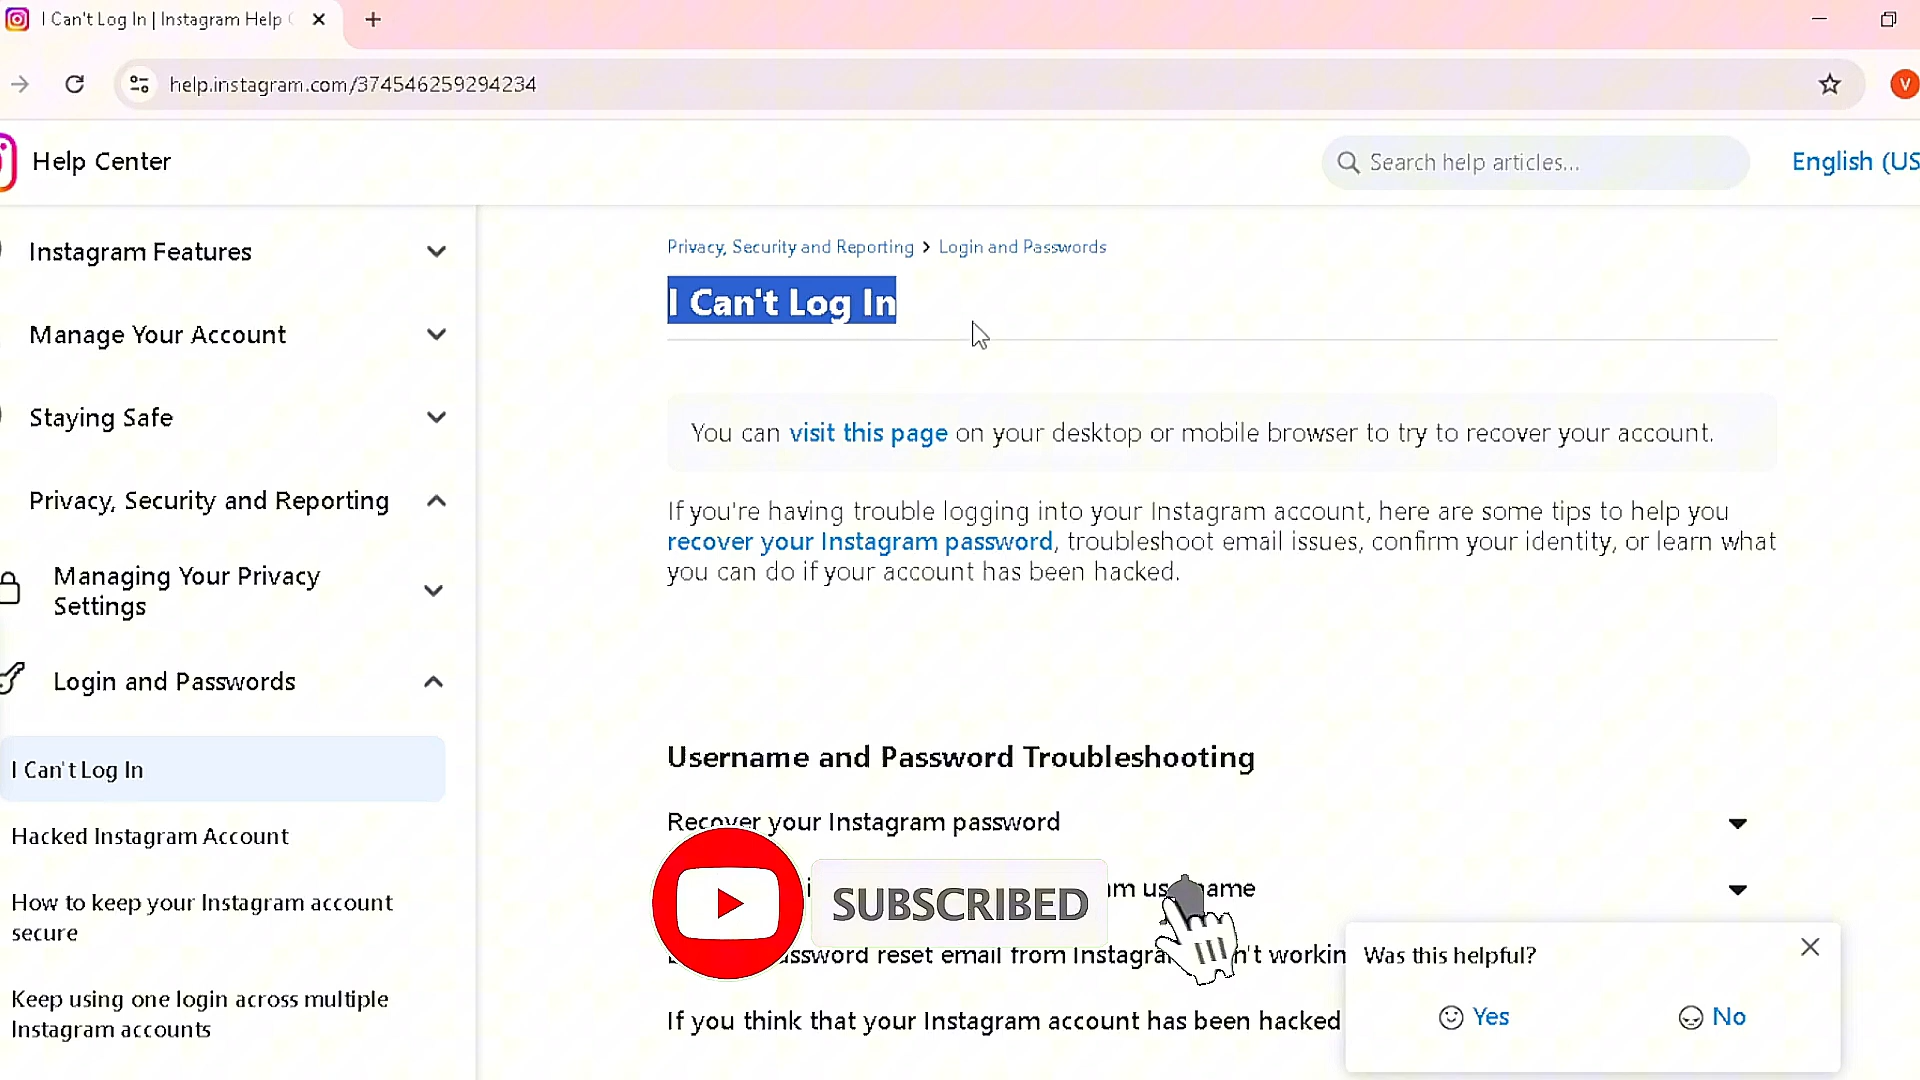 I Can't Log In | Instagram Help
help.instagram.com/374546259294234
V
Help Center
Search help articles...
English (US
Instagram Features
Manage Your Account
Staying Safe
Privacy, Security and Reporting
Managing Your Privacy
Settings
Login and Passwords
I Can't Log In
Hacked Instagram Account
How to keep your Instagram account
secure
Keep using one login across multiple
Instagram accounts
Privacy, Security and Reporting > Login and Passwords
I Can't Log In
You can visit this page on your desktop or mobile browser to try to recover your account.
If you're having trouble logging into your Instagram account, here are some tips to help you
recover your Instagram password, troubleshoot email issues, confirm your identity, or learn what
you can do if your account has been hacked.
Username and Password Troubleshooting
Recover your Instagram password
SUBSCRIBED
password reset email from Instagram
If you think that your Instagram account has been hacked
Was this helpful?
Yes
No